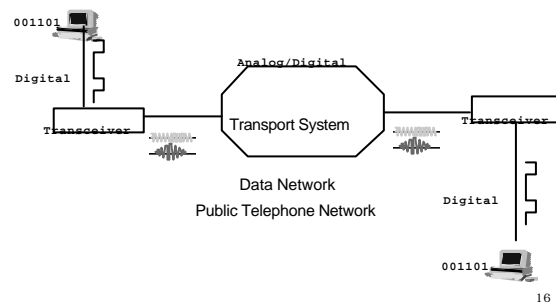 001101
Digital
Analog/Digital
Transceiver
Transport System
Transceiver
Data Network
Public Telephone Network
Digital
001101
16